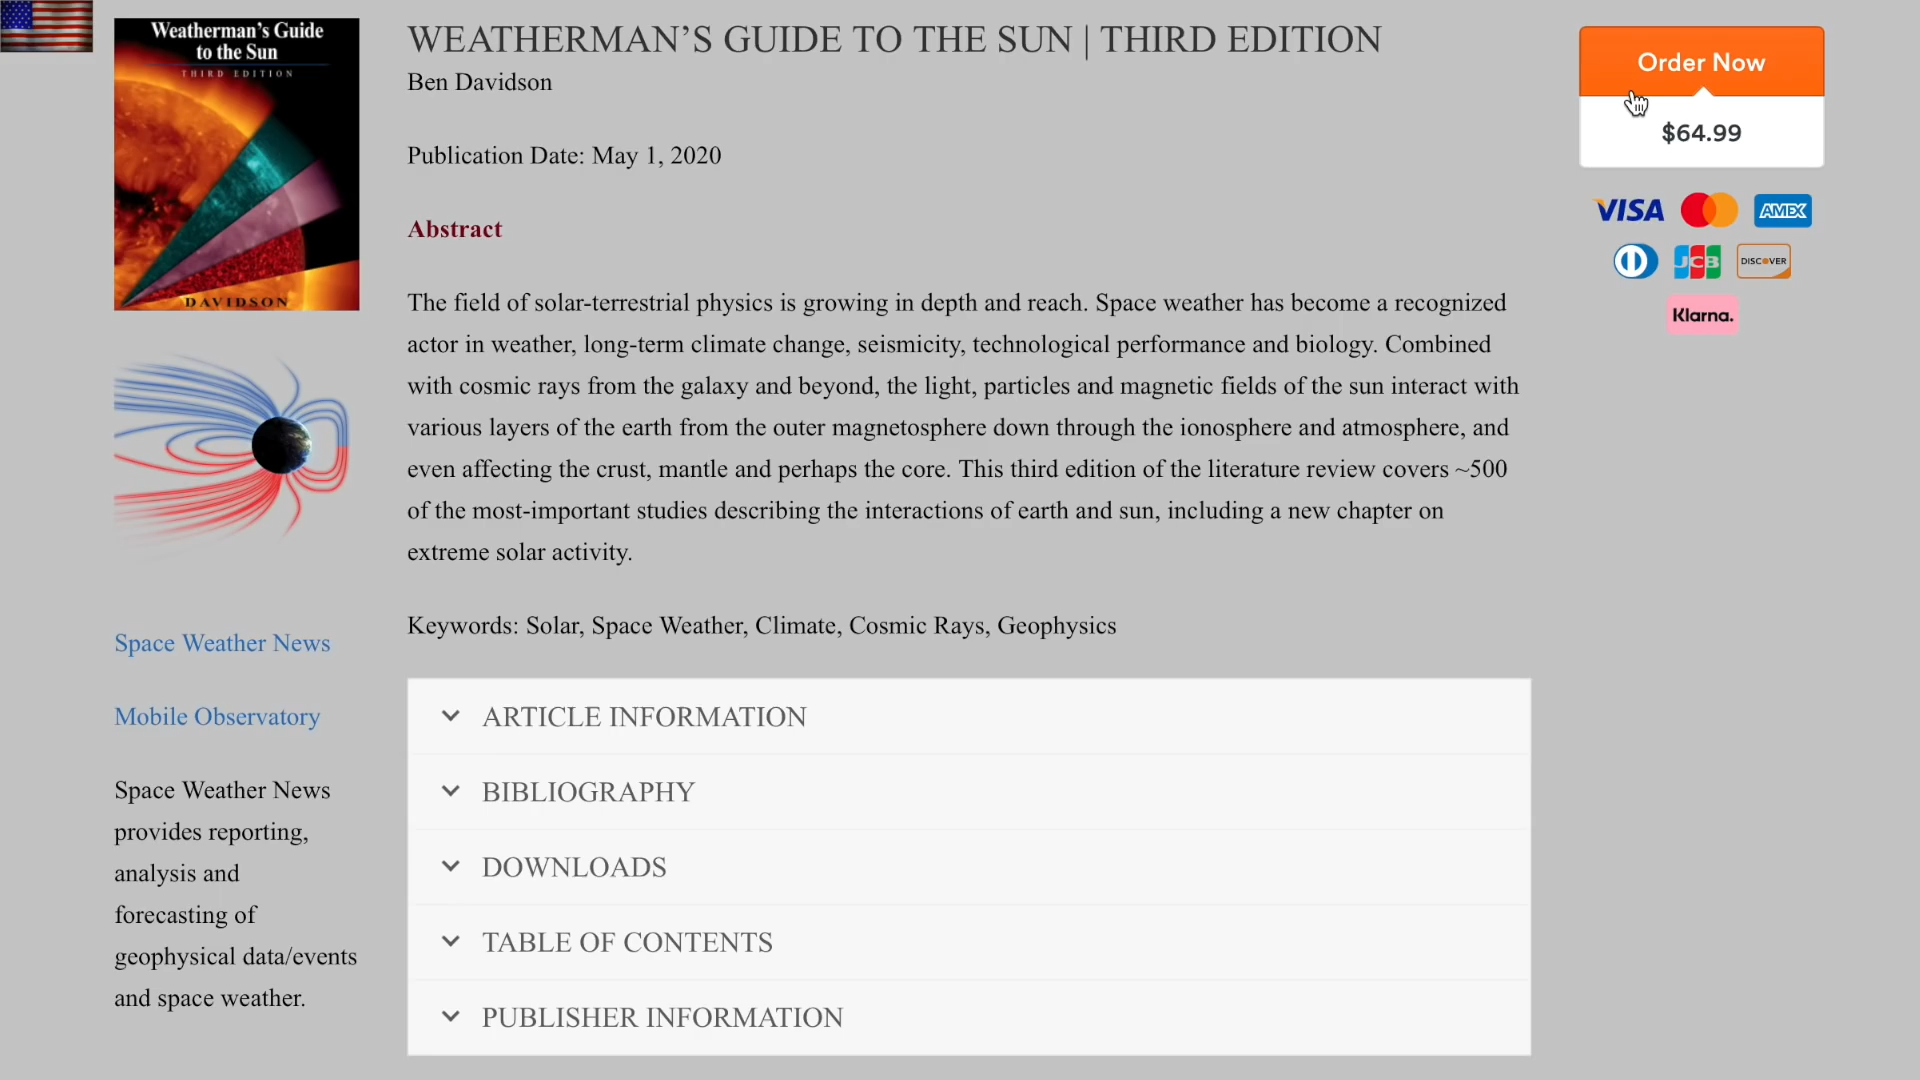 Weatherman's Guide
to the Sun
THIRD EDITION
DAVIDSON
WEATHERMAN’S GUIDE TO THE SUN | THIRD EDITION
Ben Davidson
Publication Date: May 1, 2020
Abstract
The field of solar-terrestrial physics is growing in depth and reach. Space weather has become a recognized
actor in weather, long-term climate change, seismicity, technological performance and biology. Combined
with cosmic rays from the galaxy and beyond, the light, particles and magnetic fields of the sun interact with
various layers of the earth from the outer magnetosphere down through the ionosphere and atmosphere, and
even affecting the crust, mantle and perhaps the core. This third edition of the literature review covers ~500
of the most-important studies describing the interactions of earth and sun, including a new chapter on
extreme solar activity.
Keywords: Solar, Space Weather, Climate, Cosmic Rays, Geophysics
ARTICLE INFORMATION
BIBLIOGRAPHY
DOWNLOADS
TABLE OF CONTENTS
PUBLISHER INFORMATION
Space Weather News
Mobile Observatory
Space Weather News
provides reporting,
analysis and
forecasting of
geophysical data/events
and space weather.
Order Now
$64.99
VISA
AMEX
JCB
DISCOVER
Klarna.